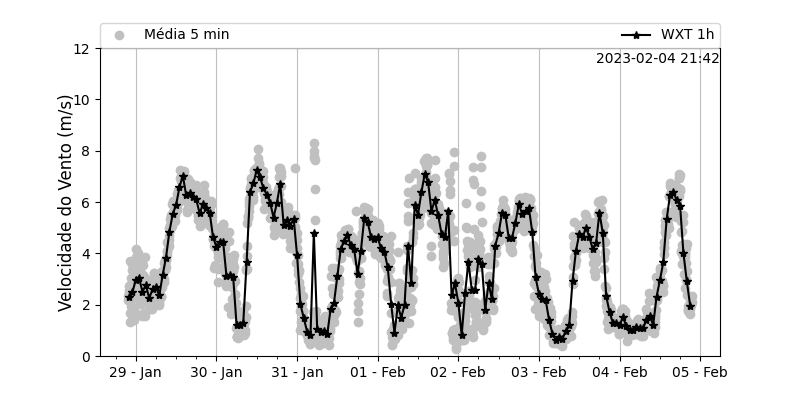 Média 5 min
WXT 1h
2023-02-04 21:42
Velocidade do Vento (m/s)
12
10
8
6
4
2
0
29 - Jan 30 - Jan 31 - Jan 01 - Feb 02 - Feb 03 - Feb 04 - Feb 05 - Feb